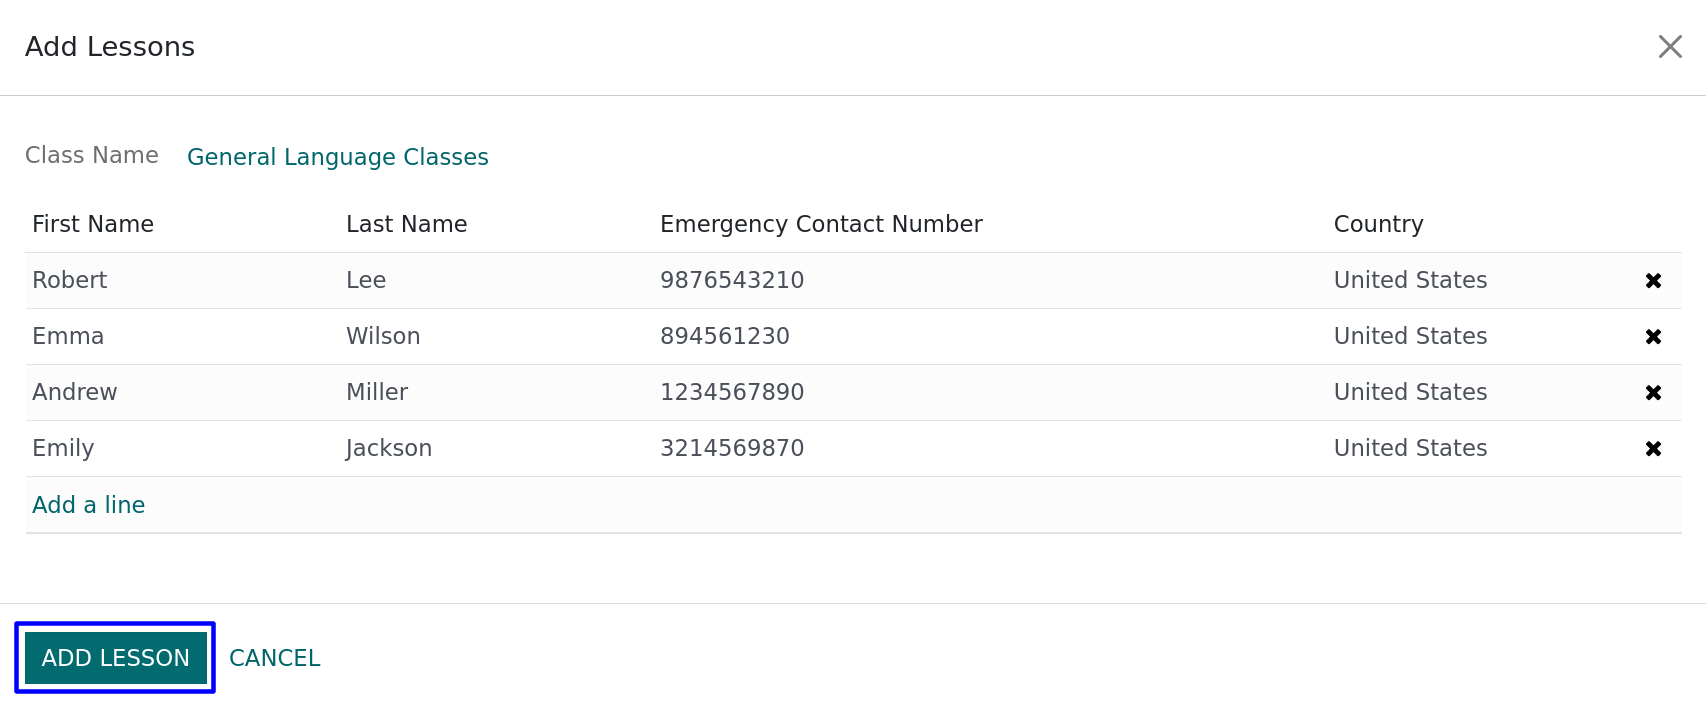 Add Lessons
Class Name General Language Classes
First Name Last Name Emergency Contact Number Country
Robert Lee 9876543210 United States
Emma Wilson 894561230 United States
Andrew Miller 1234567890 United States
Emily Jackson 3214569870 United States
Add a line
ADD LESSON CANCEL